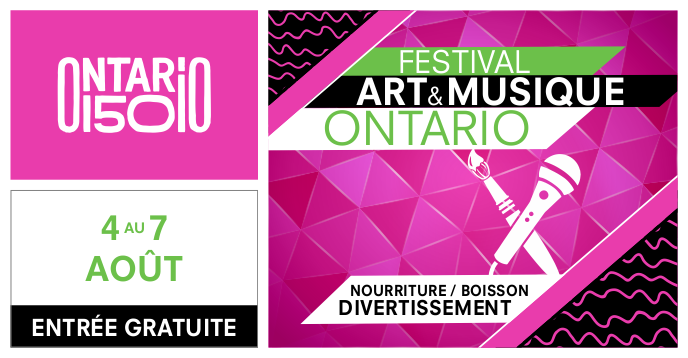 ONTARIO
150
4 AU 7
AOÛT
ENTRÉE GRATUITE
FESTIVAL
ART & MUSIQUE
ONTARIO
NOURRITURE / BOISSON
DIVERTISSEMENT